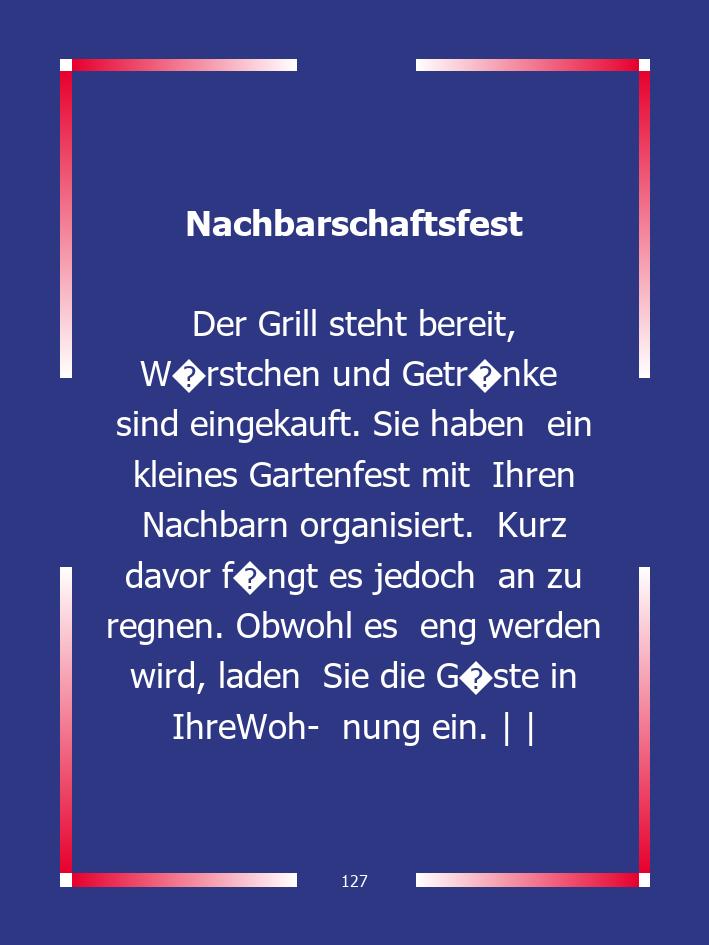 Nachbarschaftsfest
Der Grill steht bereit,
W�rstchen und Getr�nke
sind eingekauft. Sie haben  ein
kleines Gartenfest mit  Ihren
Nachbarn organisiert.  Kurz
davor f�ngt es jedoch  an zu
regnen. Obwohl es  eng werden
wird, laden  Sie die G�ste in
IhreWoh-  nung ein. | |
127